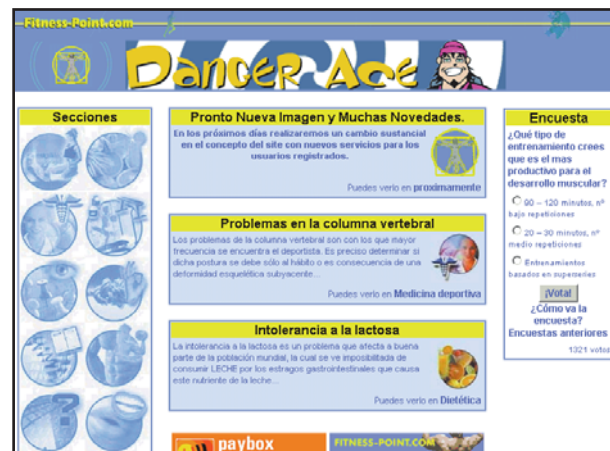 Fitness-Point.com
DANGER ACE
Secciones
Pronto Nueva Imagen y Muchas Novedades.
En los próximos días realizaremos un cambio sustancial
en el concepto del site con nuevos servicios para los
usuarios registrados.
Puedes verlo en proximamente
Problemas en la columna vertebral
Los problemas de la columna vertebral son con los que mayor
frecuencia se encuentra el deportista. Es preciso determinar si
dicha postura se debe sólo al hábito o es consecuencia de una
deformidad esquelética subyacente...
Puedes verlo en Medicina deportiva
Intolerancia a la lactosa
La intolerancia a la lactosa es un problema que afecta a buena
parte de la población mundial, la cual se ve imposibilitada de
consumir LECHE por los estragos gastrointestinales que causa
este nutriente de la leche...
Puedes verlo en Dietética
paybox
FITNESS-POINT.COM
Encuesta
¿Qué tipo de
entrenamiento crees
que es el mas
productivo para el
desarrollo muscular?
90 – 120 minutos, nº
bajo repeticiones
20 – 30 minutos, nº
medio repeticiones
Entrenamientos
basados en superseries
¡Vota!
¿Cómo va la
encuesta?
Encuestas anteriores
1321 votos